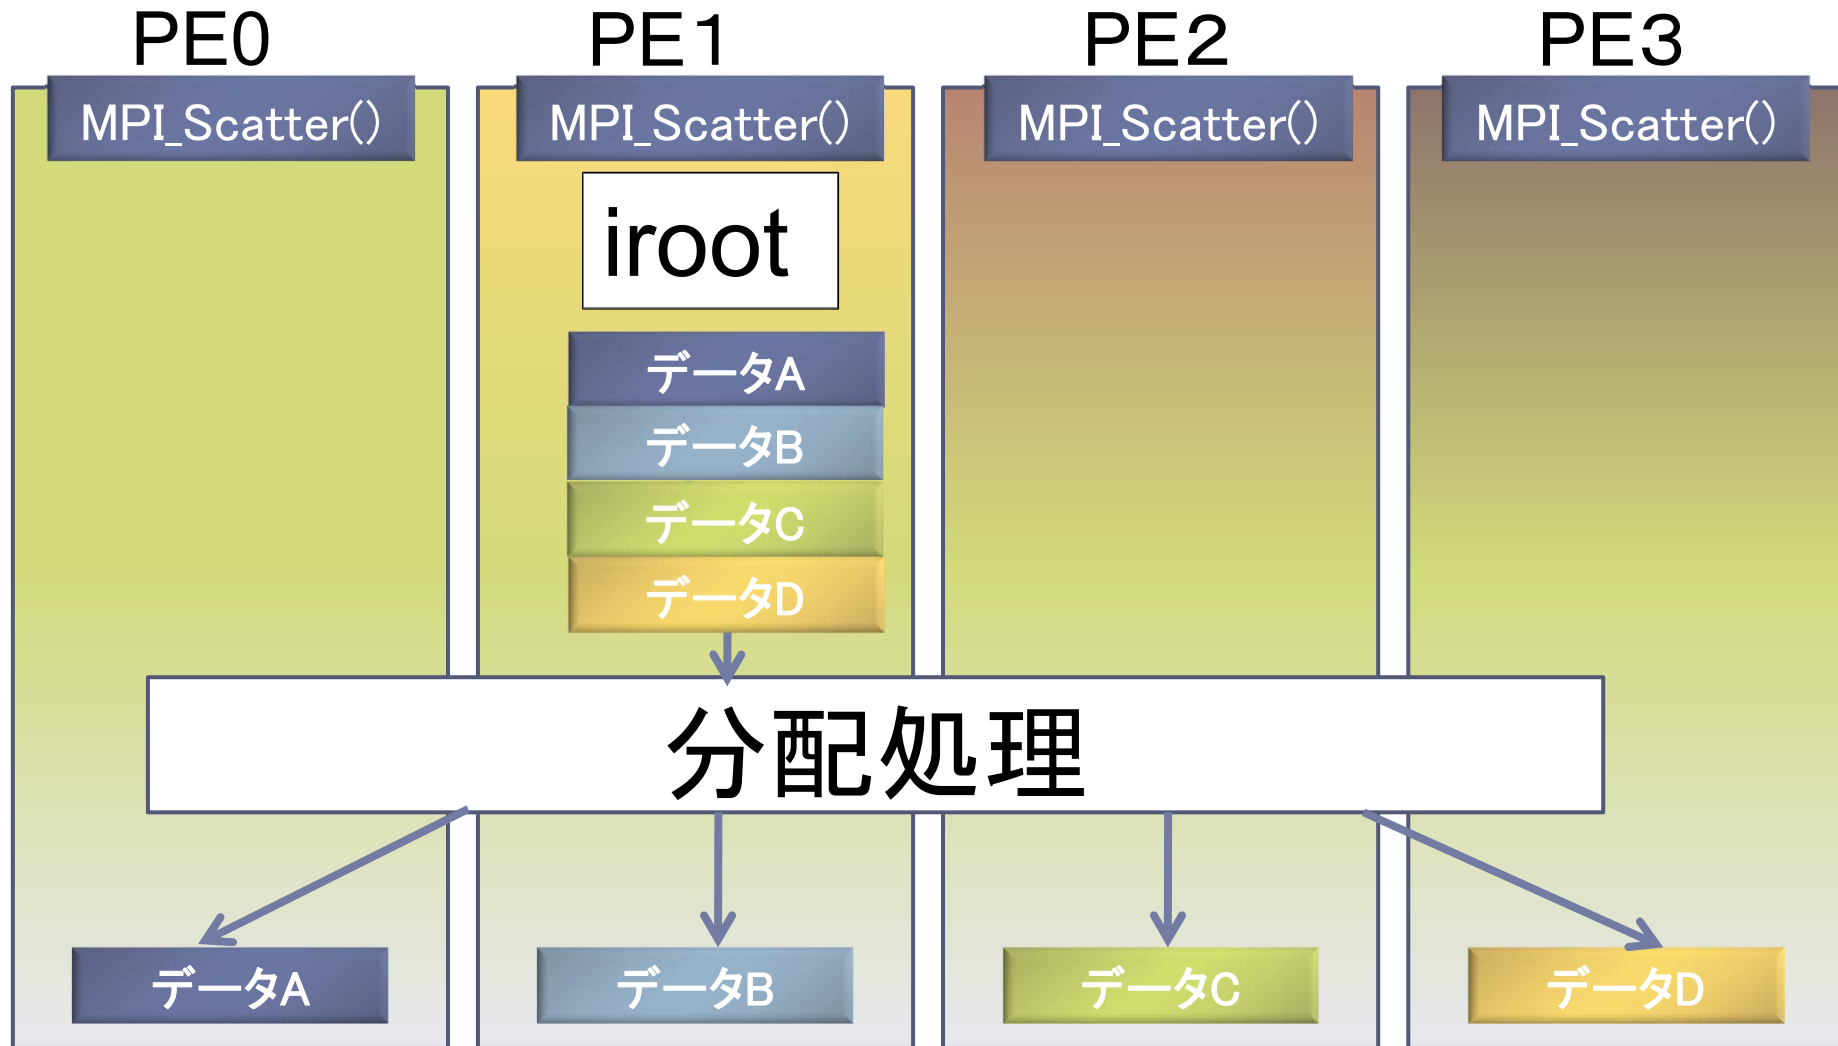 PE0
PE1
PE2
PE3
MPI_Scatter()
MPI_Scatter()
MPI_Scatter()
MPI_Scatter()
iroot
データA
データB
データC
データD
分配処理
データA
データB
データC
データD